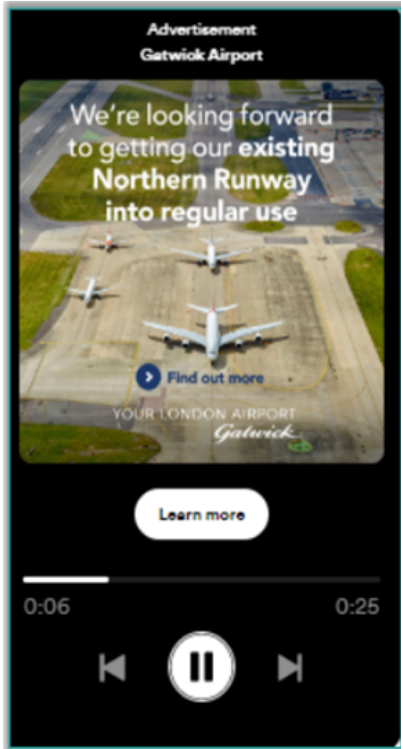 Advertisement
Gatwick Airport
We're looking forward
to getting our existing
Northern Runway
into regular use
Find out more
YOUR LONDON AIRPORT
Gatwick
Learn more
0:06
0:25